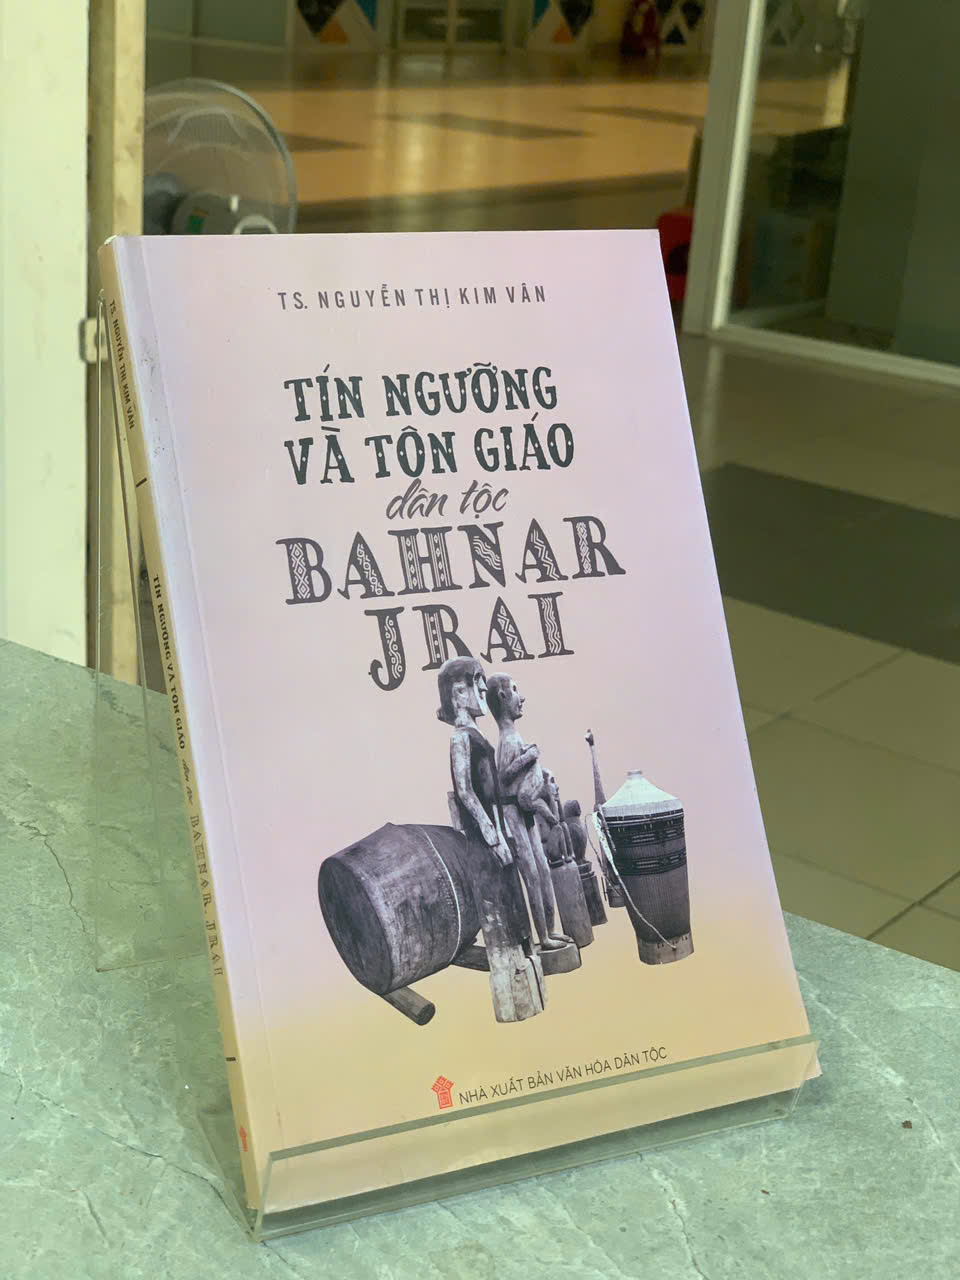 TS. NGUYỄN THỊ KIM VÂN
TÍN NGƯỠNG
VÀ TÔN GIÁO
dân tộc
BAHNAR
JRAI
NHÀ XUẤT BẢN VĂN HÓA DÂN TỘC
TS. NGUYỄN THỊ KIM VÂN
TÍN NGƯỠNG VÀ TÔN GIÁO dân tộc BAHNAR, JRAI